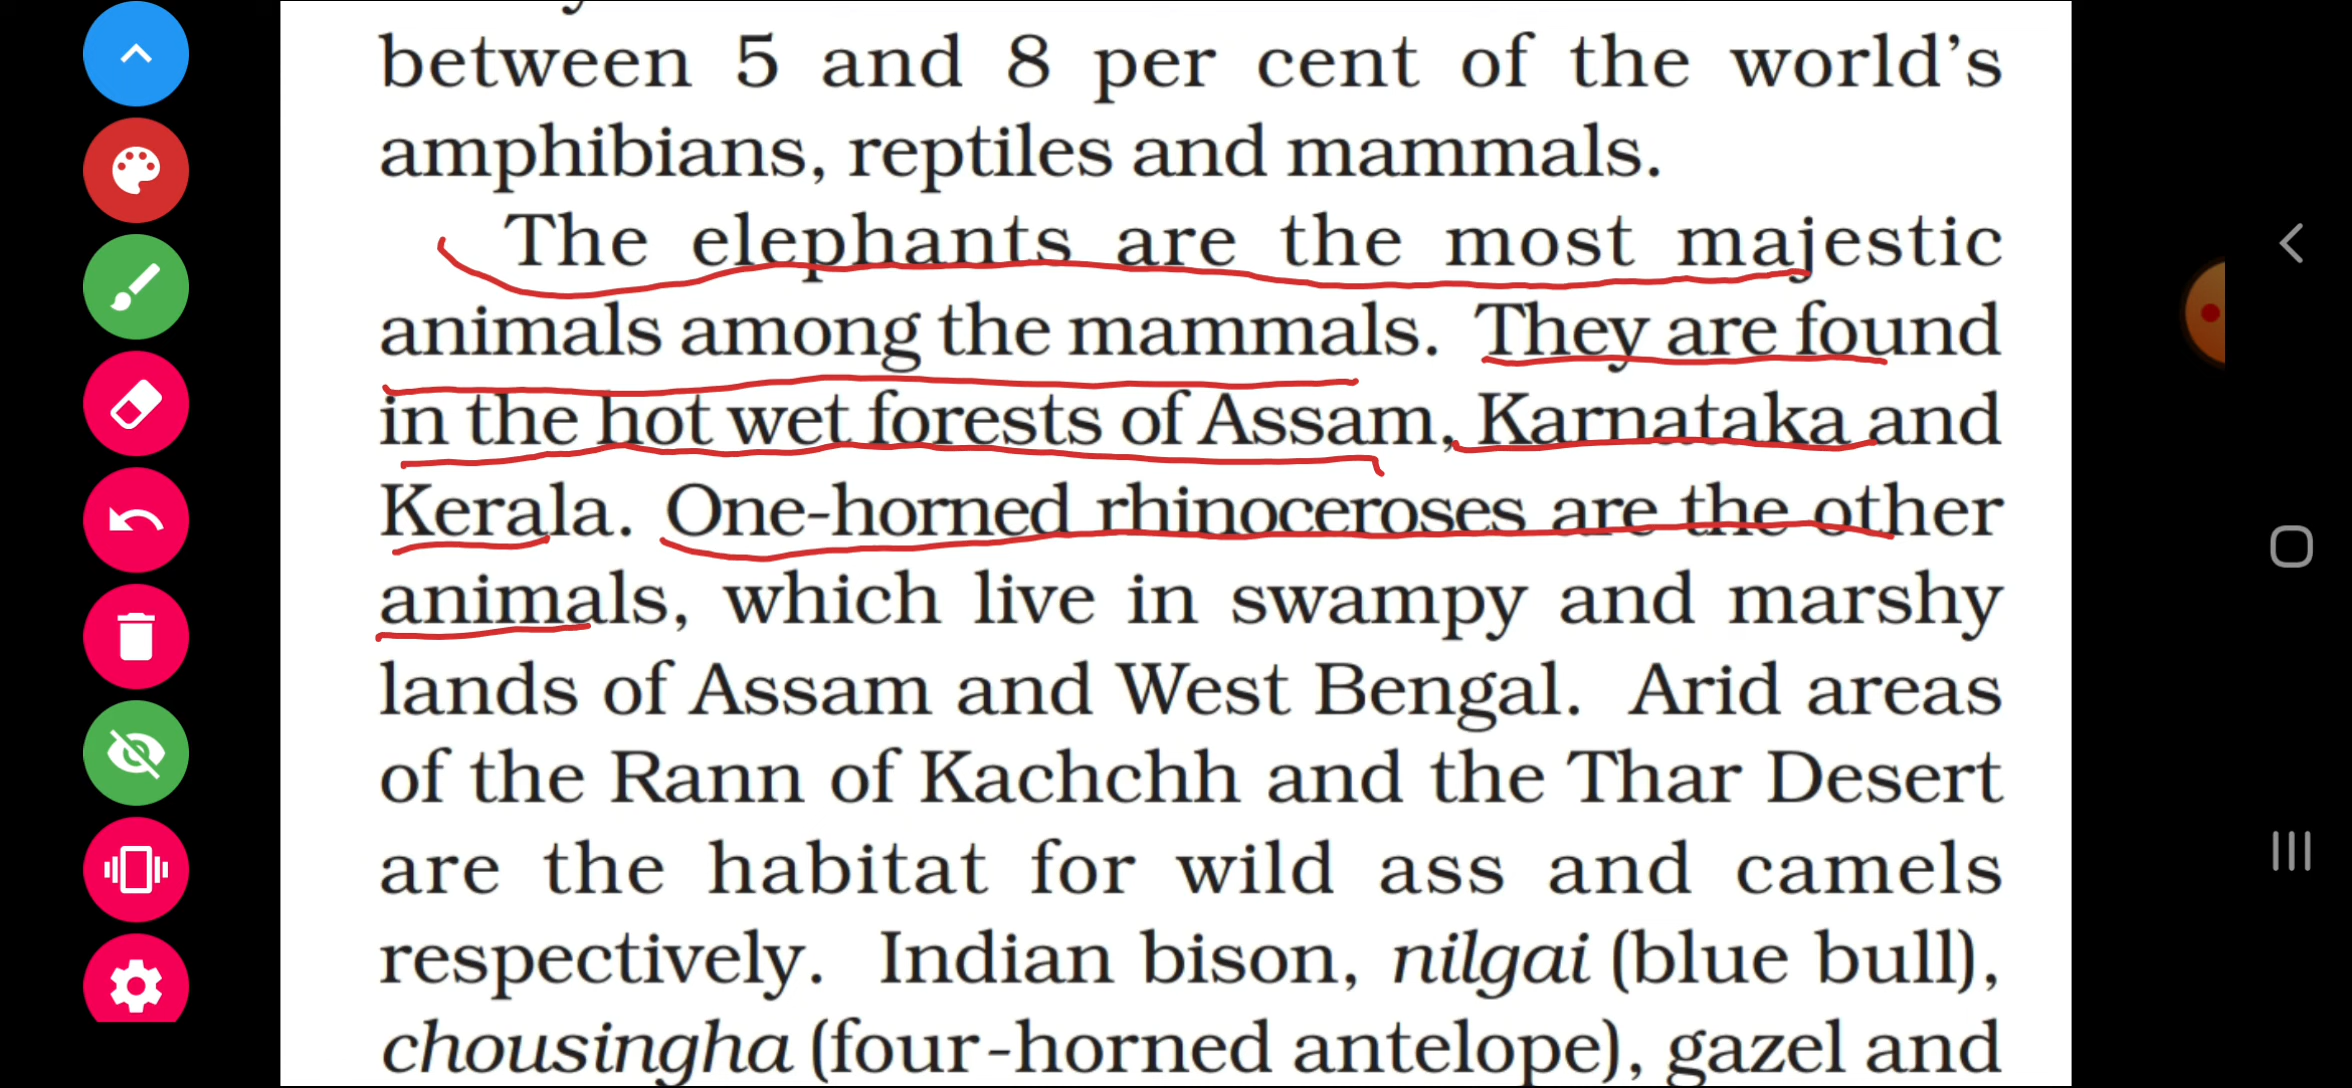 between 5 and 8 per cent of the world's
amphibians, reptiles and mammals.
The elephants are the most majestic
animals among the mammals. They are found
in the hot wet forests of Assam, Karnataka and
Kerala. One-horned rhinoceroses are the other
animals, which live in swampy and marshy
lands of Assam and West Bengal. Arid areas
of the Rann of Kachchh and the Thar Desert
are the habitat for wild ass and camels
respectively. Indian bison, nilgai (blue bull),
chousingha (four-horned antelope), gazel and